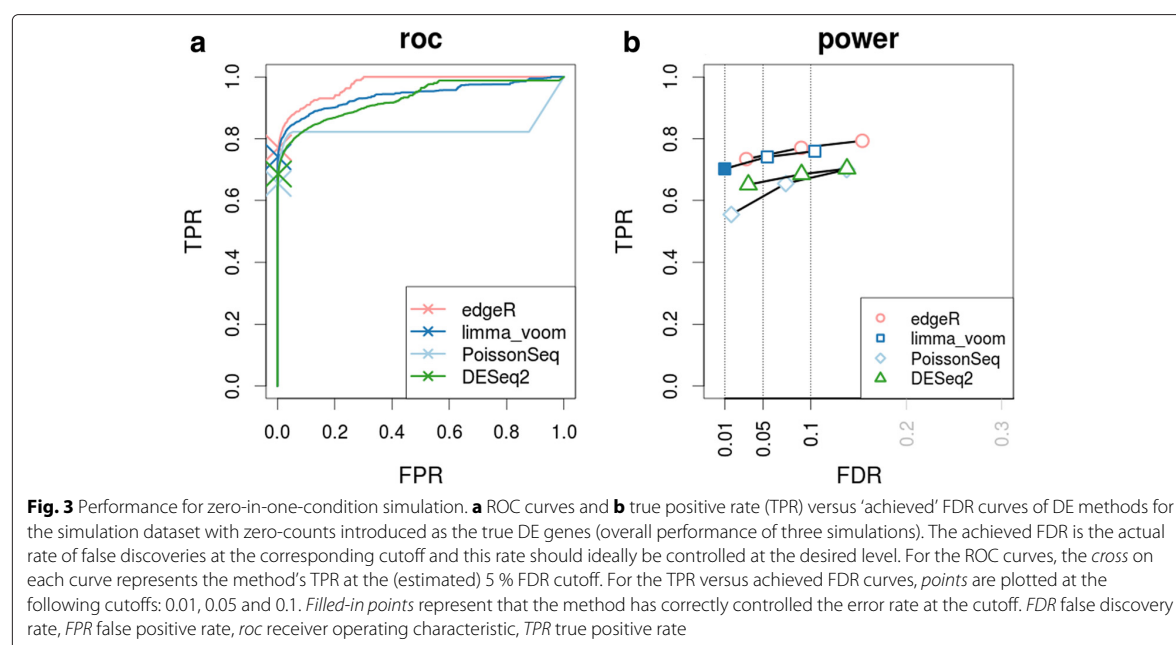 a
roc
TPR
0.0
0.2
0.4
0.6
0.8
1.0
edgeR
limma_voom
PoissonSeq
DESeq2
0.0 0.2 0.4 0.6 0.8 1.0
FPR
b
power
TPR
0.0
0.2
0.4
0.6
0.8
1.0
edgeR
limma_voom
PoissonSeq
DESeq2
0.01 0.05 0.1 0.2 0.3
FDR
Fig. 3 Performance for zero-in-one-condition simulation. a ROC curves and b true positive rate (TPR) versus ‘achieved’ FDR curves of DE methods for
the simulation dataset with zero-counts introduced as the true DE genes (overall performance of three simulations). The achieved FDR is the actual
rate of false discoveries at the corresponding cutoff and this rate should ideally be controlled at the desired level. For the ROC curves, the cross on
each curve represents the method’s TPR at the (estimated) 5 % FDR cutoff. For the TPR versus achieved FDR curves, points are plotted at the
following cutoffs: 0.01, 0.05 and 0.1. Filled-in points represent that the method has correctly controlled the error rate at the cutoff. FDR false discovery
rate, FPR false positive rate, roc receiver operating characteristic, TPR true positive rate